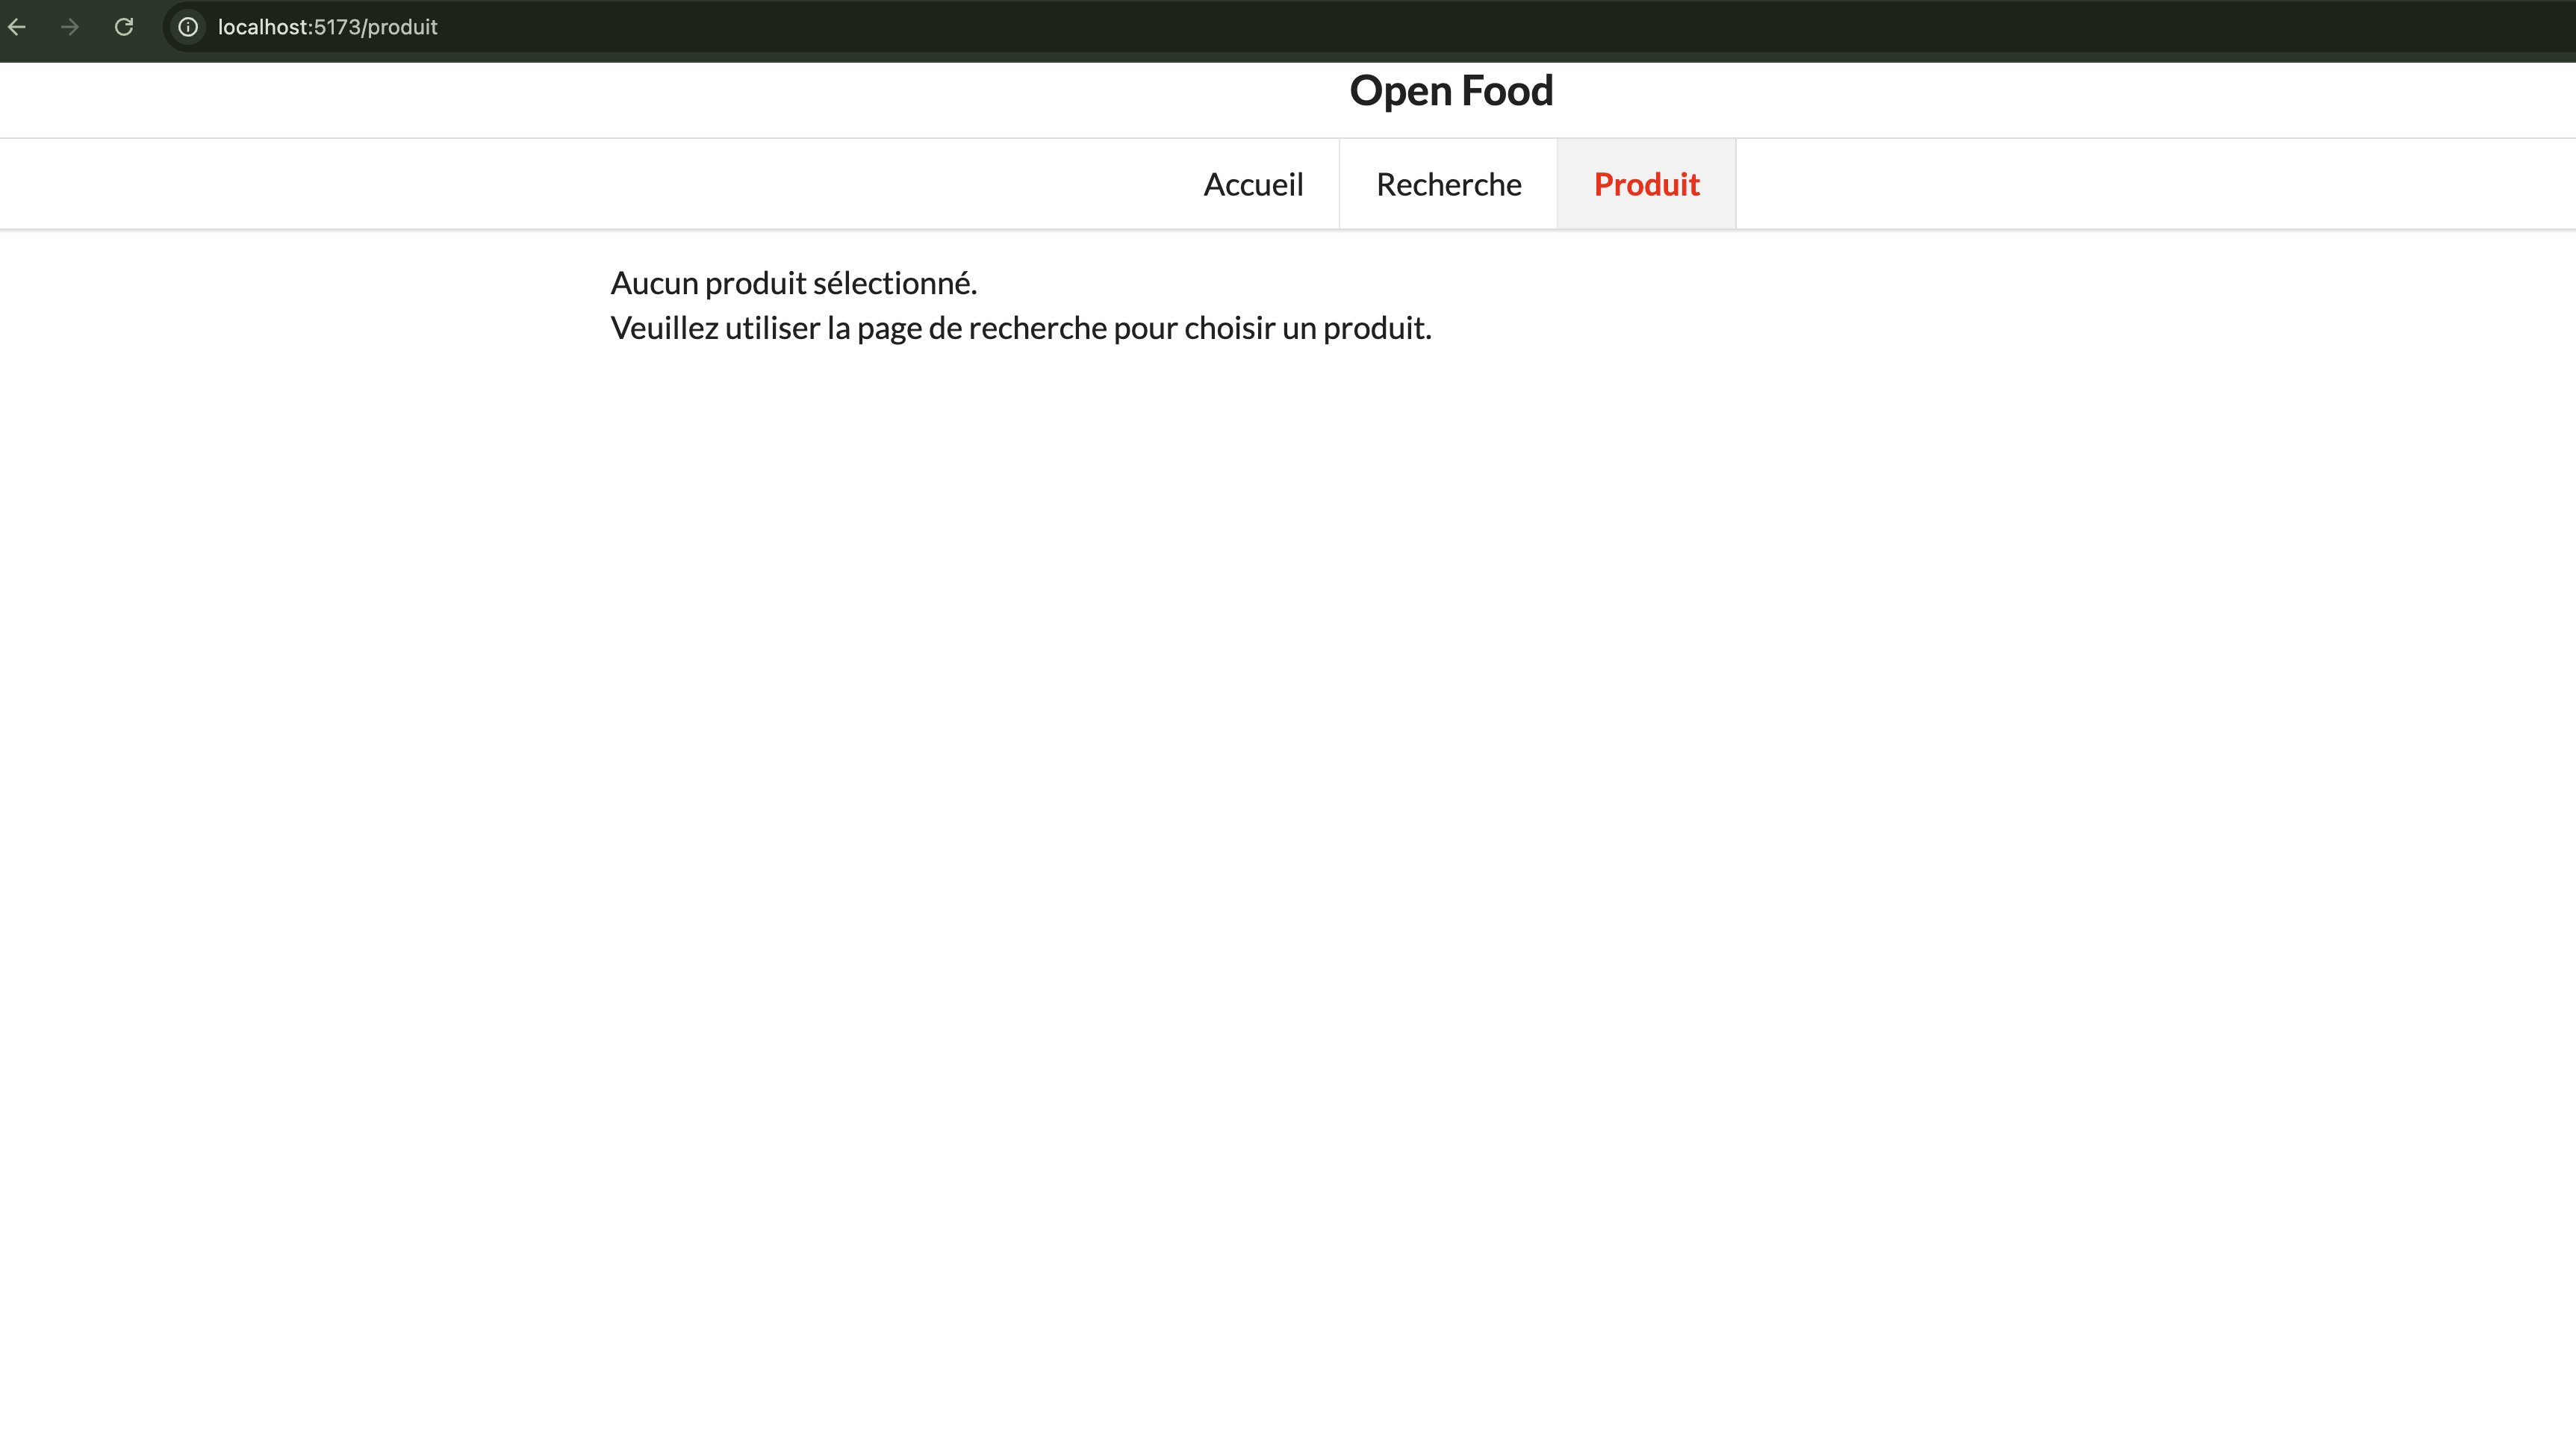 localhost:5173/produit
Open Food
Accueil Recherche Produit
Aucun produit sélectionné.
Veuillez utiliser la page de recherche pour choisir un produit.